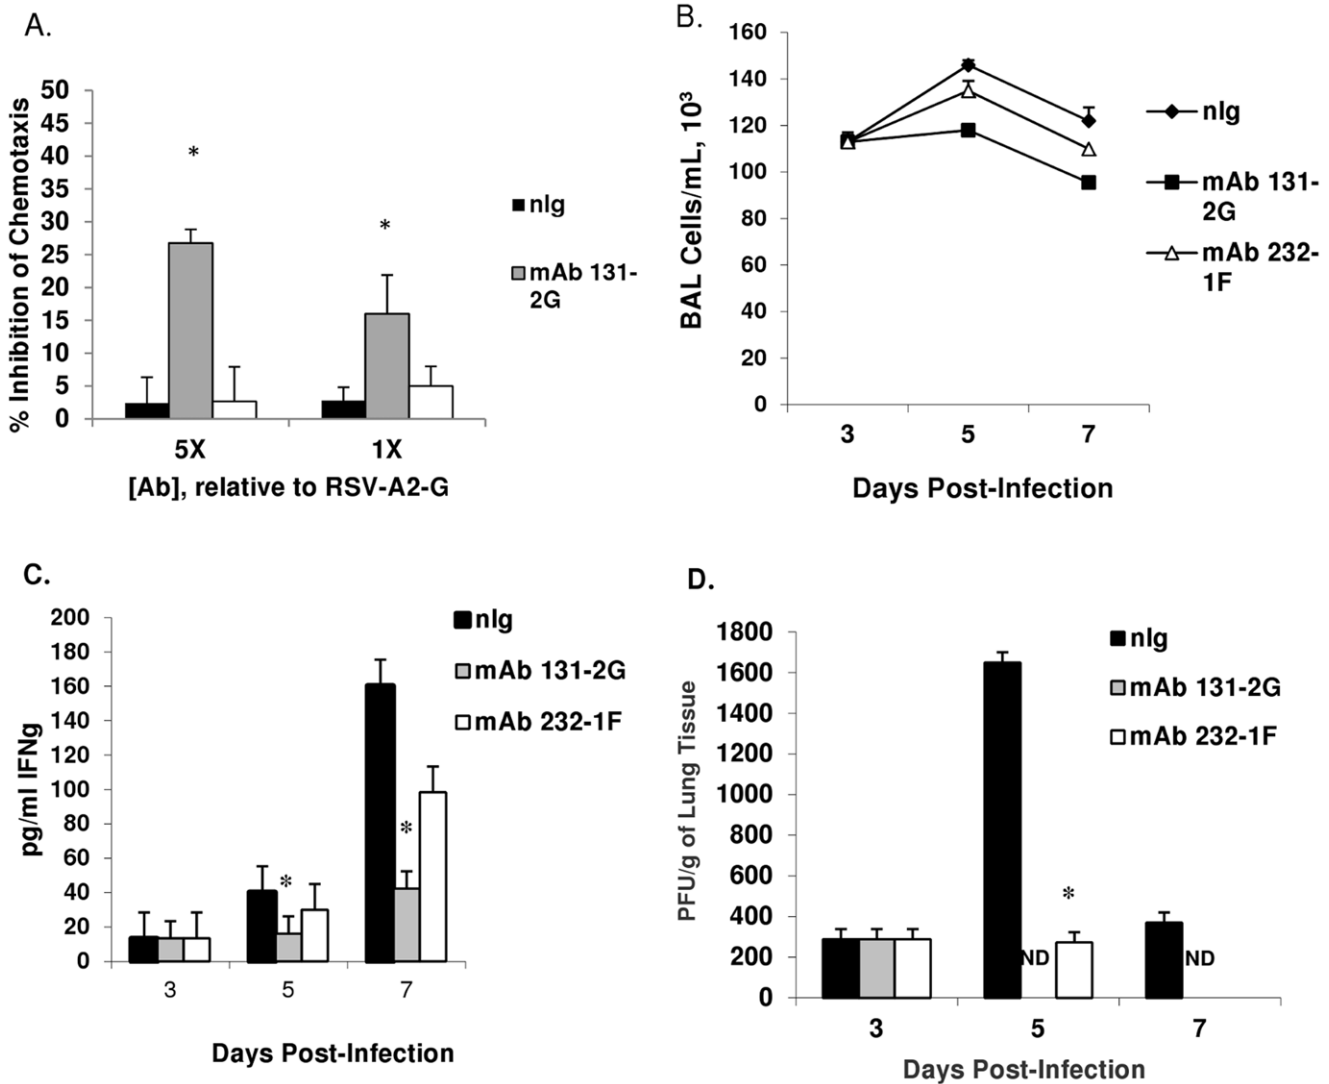 A.
50
45
40
35
30
25
20
15
10
5
0
% Inhibition of Chemotaxis
*
*
5X
1X
[Ab], relative to RSV-A2-G
nIg
mAb 131-
2G
B.
160
140
120
100
80
60
40
20
0
BAL Cells/mL, 10³
3
5
7
Days Post-Infection
nIg
mAb 131-
2G
mAb 232-
1F
C.
200
180
160
140
120
100
80
60
40
20
0
pg/ml IFNg
*
*
3
5
7
Days Post-Infection
nIg
mAb 131-2G
mAb 232-1F
D.
1800
1600
1400
1200
1000
800
600
400
200
0
PFU/g of Lung Tissue
ND
*
ND
3
5
7
Days Post-Infection
nIg
mAb 131-2G
mAb 232-1F